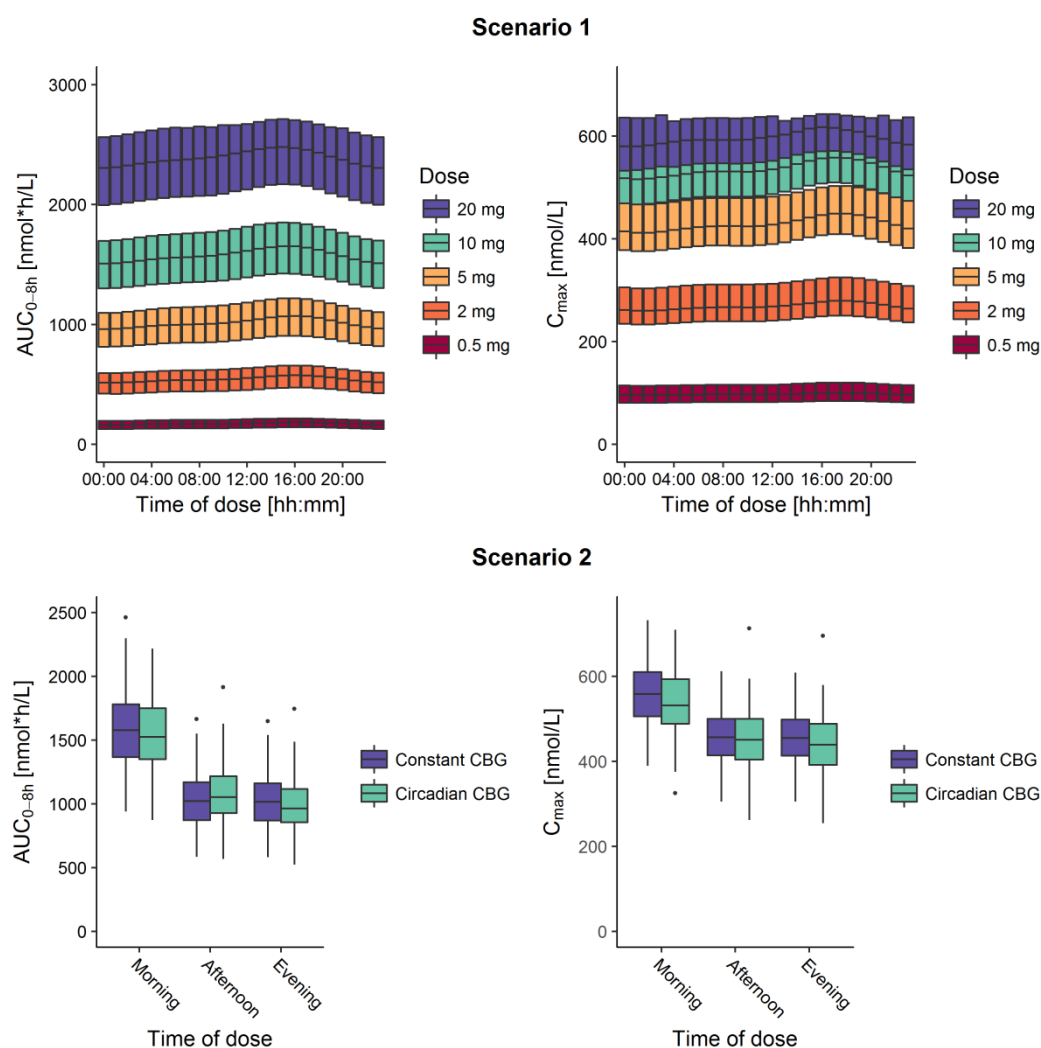 Scenario 1
AUC0–8h [nmol*h/L]
3000
2000
1000
0
00:00 04:00 08:00 12:00 16:00 20:00
Time of dose [hh:mm]
Dose
20 mg
10 mg
5 mg
2 mg
0.5 mg
Cmax [nmol/L]
600
400
200
0
00:00 04:00 08:00 12:00 16:00 20:00
Time of dose [hh:mm]
Dose
20 mg
10 mg
5 mg
2 mg
0.5 mg
Scenario 2
AUC0–8h [nmol*h/L]
2500
2000
1500
1000
500
0
Morning
Afternoon
Evening
Time of dose
Constant CBG
Circadian CBG
Cmax [nmol/L]
600
400
200
0
Morning
Afternoon
Evening
Time of dose
Constant CBG
Circadian CBG